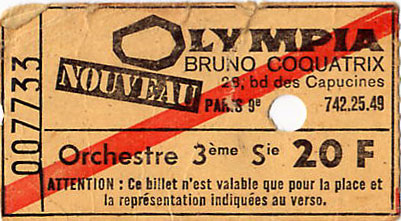 007733
OLYMPIA
NOUVEAU
BRUNO COQUATRIX
28, bd des Capucines
PARIS 9e 742.25.49
Orchestre 3ème Sie 20 F
ATTENTION : Ce billet n'est valable que pour la place et
la représentation indiquées au verso.